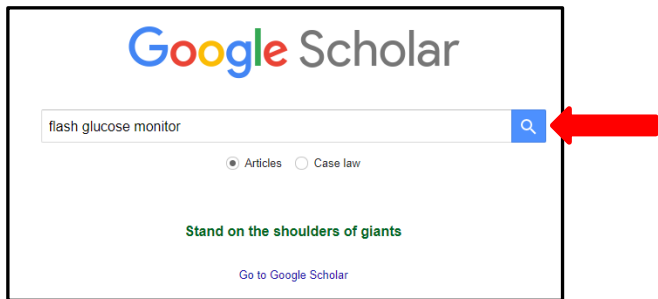 Google Scholar
flash glucose monitor
Articles Case law
Stand on the shoulders of giants
Go to Google Scholar